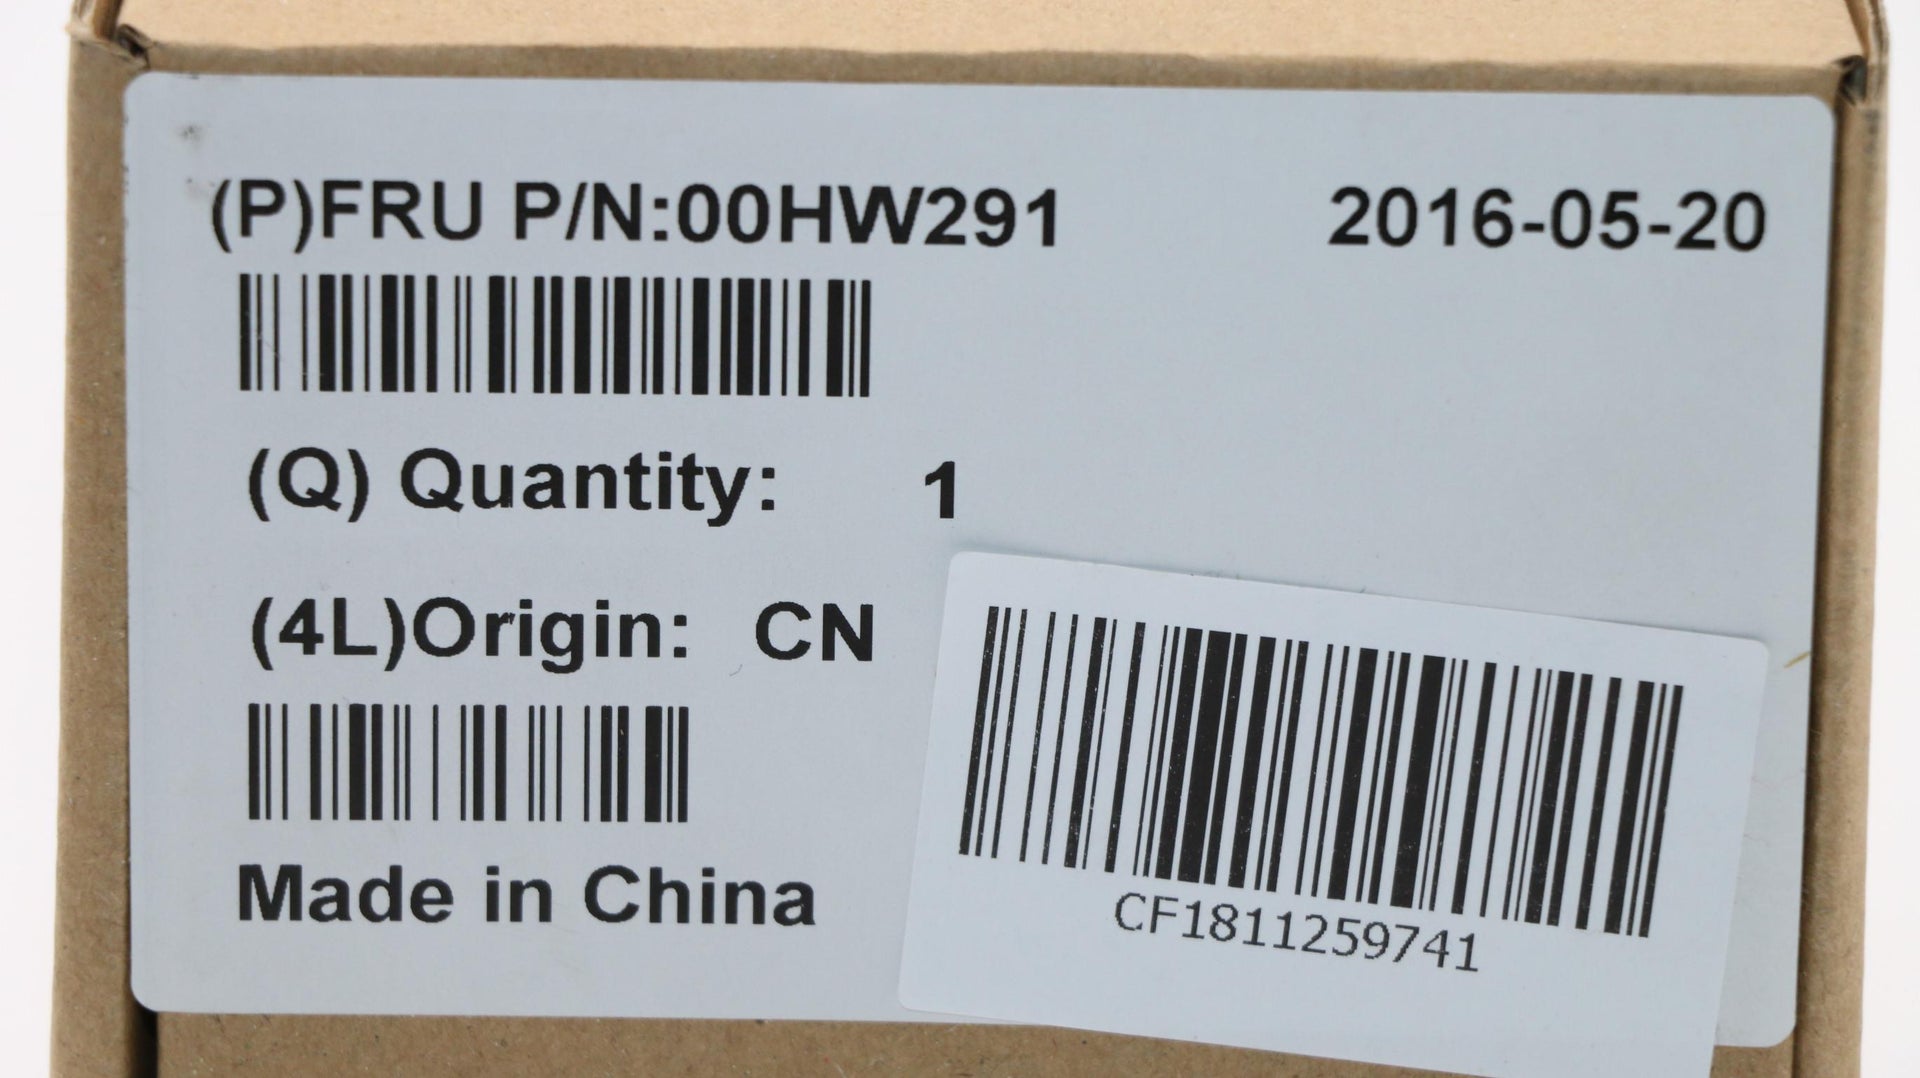 (P)FRU P/N:00HW291 2016-05-20
(Q) Quantity: 1
(4L)Origin: CN
Made in China
CF1811259741